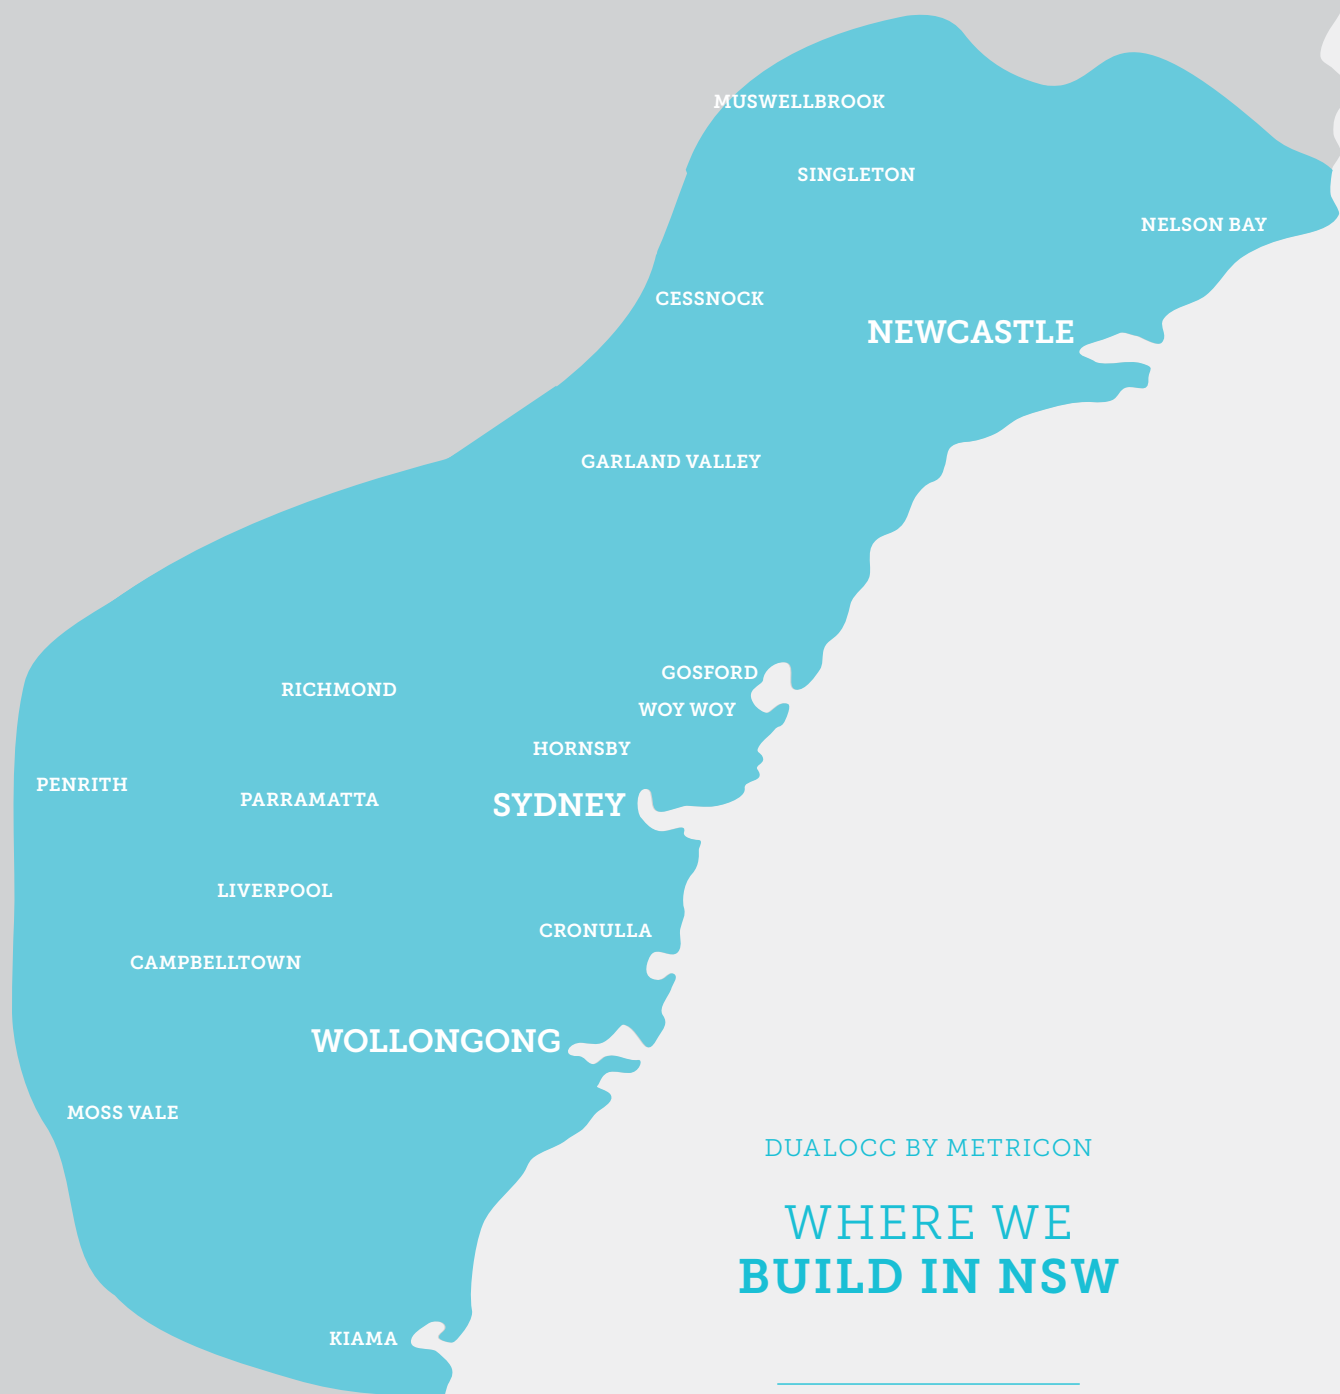 MUSWELLBROOK
SINGLETON
NELSON BAY
CESSNOCK
NEWCASTLE
GARLAND VALLEY
GOSFORD
RICHMOND
WOY WOY
HORNSBY
PENRITH
PARRAMATTA
SYDNEY
LIVERPOOL
CRONULLA
CAMPBELLTOWN
WOLLONGONG
MOSS VALE
DUALOCC BY METRICON
WHERE WE
BUILD IN NSW
KIAMA